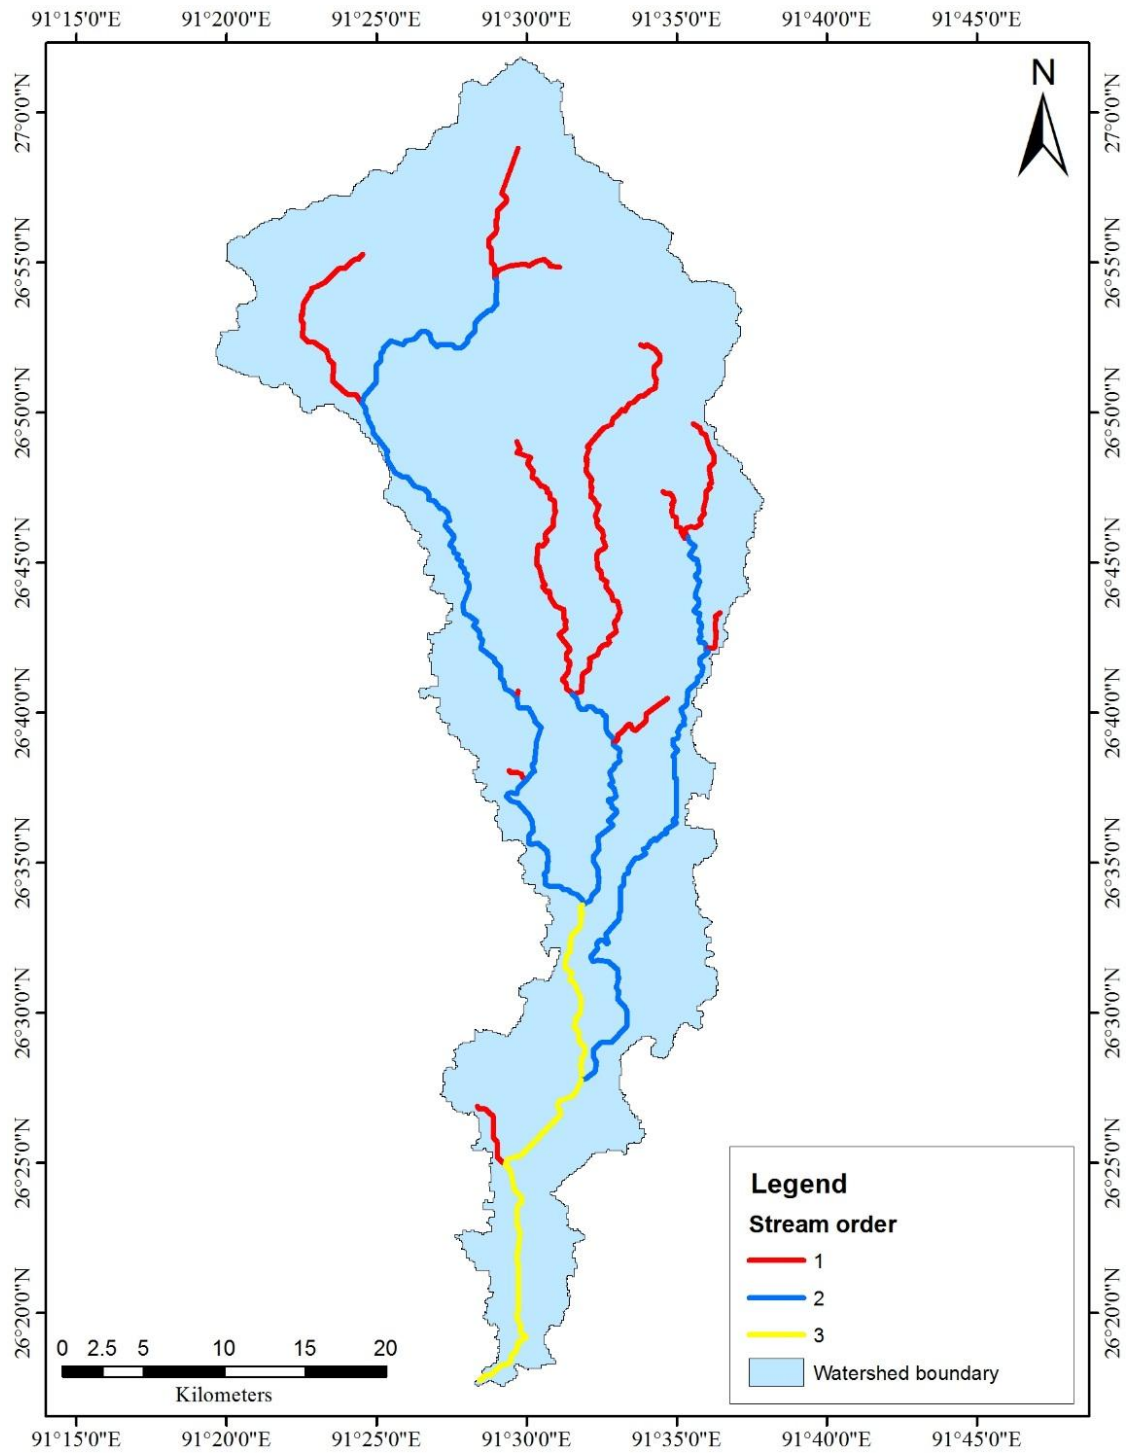 91°15'0"E 91°20'0"E 91°25'0"E 91°30'0"E 91°35'0"E 91°40'0"E 91°45'0"E
N
27°0'0"N 27°0'0"N
26°55'0"N 26°55'0"N
26°50'0"N 26°50'0"N
26°45'0"N 26°45'0"N
26°40'0"N 26°40'0"N
26°35'0"N 26°35'0"N
26°30'0"N 26°30'0"N
26°25'0"N 26°25'0"N
26°20'0"N 26°20'0"N
Legend
Stream order
1
2
3
Watershed boundary
0 2.5 5 10 15 20
Kilometers
91°15'0"E 91°20'0"E 91°25'0"E 91°30'0"E 91°35'0"E 91°40'0"E 91°45'0"E